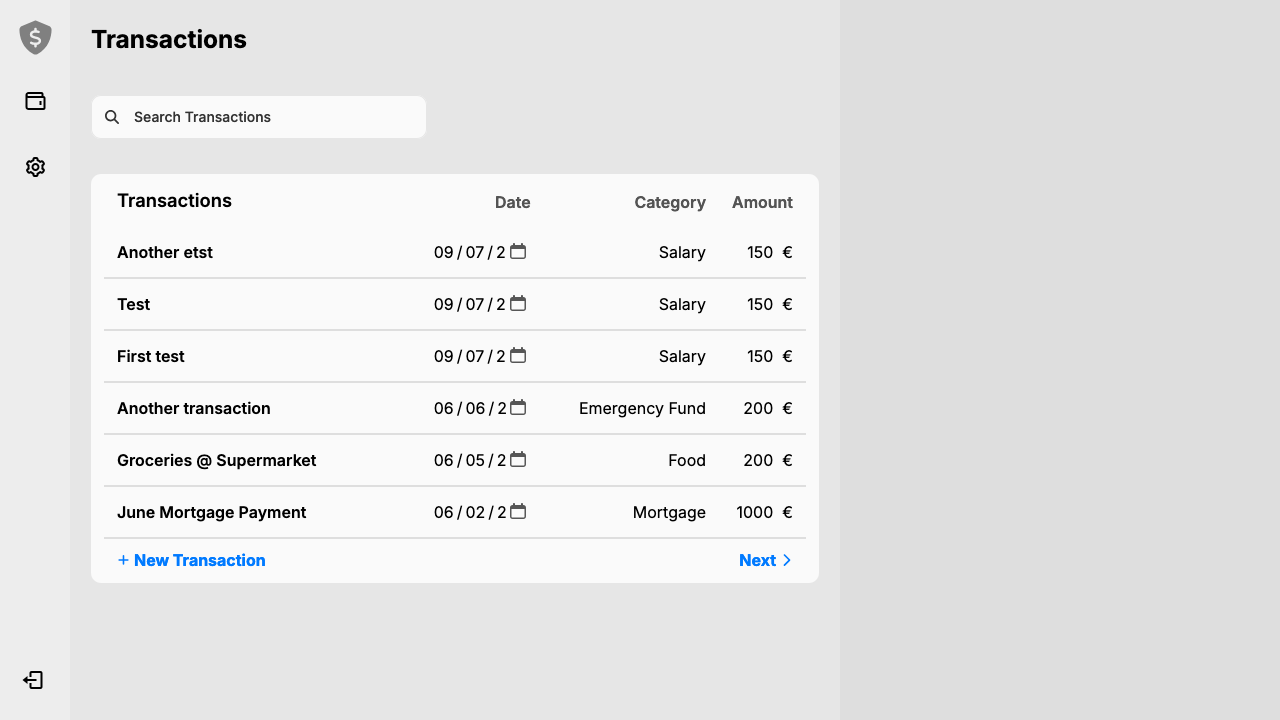 $
Transactions
Search Transactions
Transactions Date Category Amount
Another etst 09/07/2 Salary 150 €
Test 09/07/2 Salary 150 €
First test 09/07/2 Salary 150 €
Another transaction 06/06/2 Emergency Fund 200 €
Groceries @ Supermarket 06/05/2 Food 200 €
June Mortgage Payment 06/02/2 Mortgage 1000 €
+ New Transaction Next >